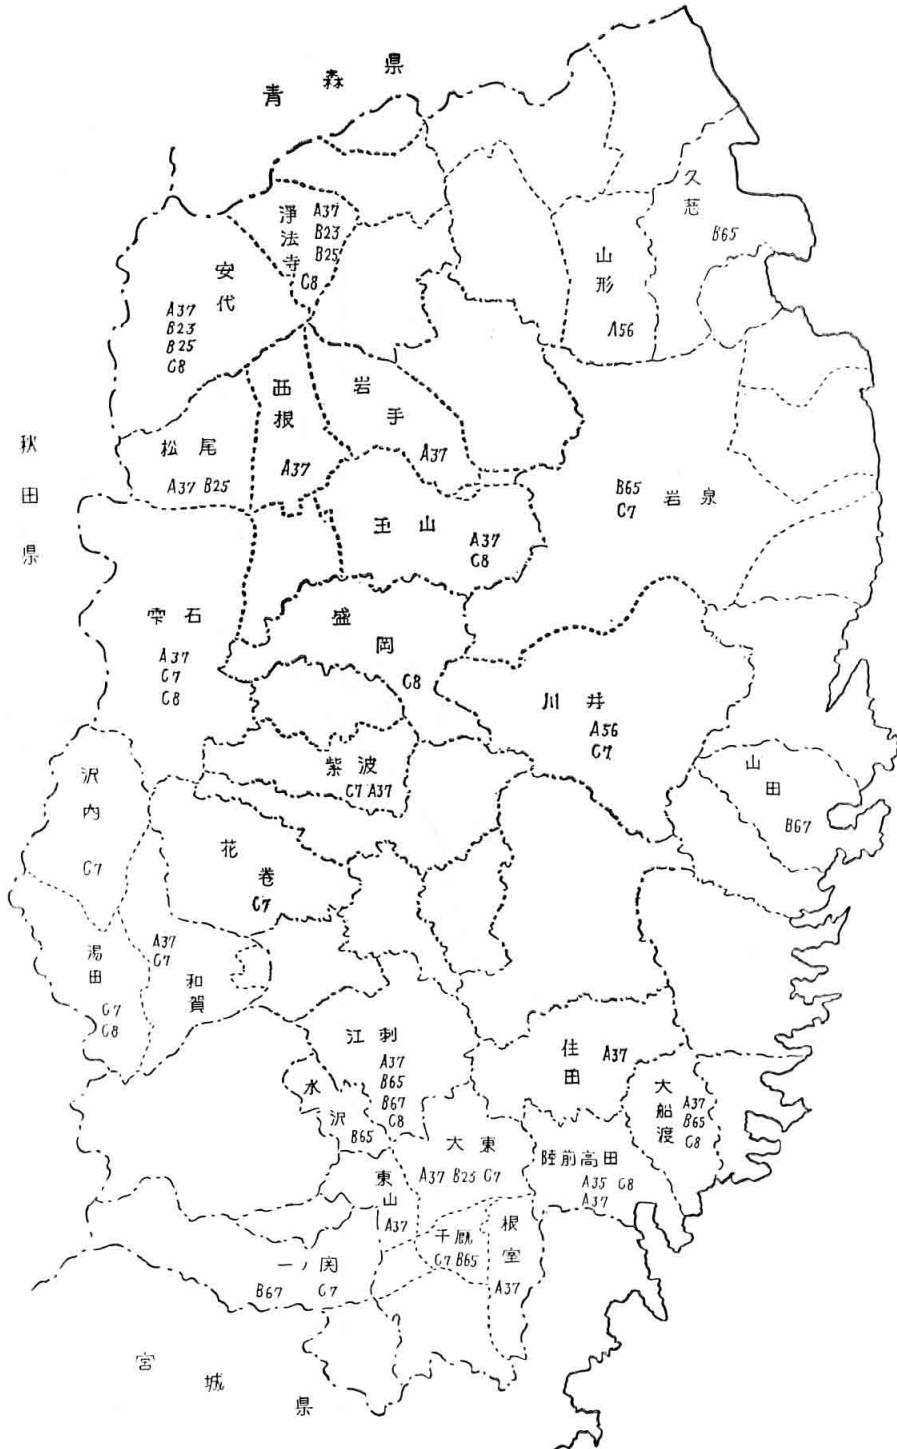 青森県
久慈
B65
浄法寺
A37
B23
B25
C8
山形
A56
安代
A37
B23
B25
C8
西根
A37
岩手
A37
松尾
A37 B25
秋田県
B65
C7
岩泉
玉山
A37
C8
雫石
A37
C7
C8
盛岡
C8
川井
A56
C7
紫波
C7 A37
山田
B67
沢内
C7
花巻
C7
湯田
C7
C8
A37
C7
和賀
江刺
A37
B65
B67
C8
住田
A37
水沢
B65
大船渡
A37
B65
C8
大東
A37 B25 C7
陸前高田
A35 C8
A37
東山
A37
千厩
C7 B65
根室
A37
一ノ関
B67 C7
宮城県